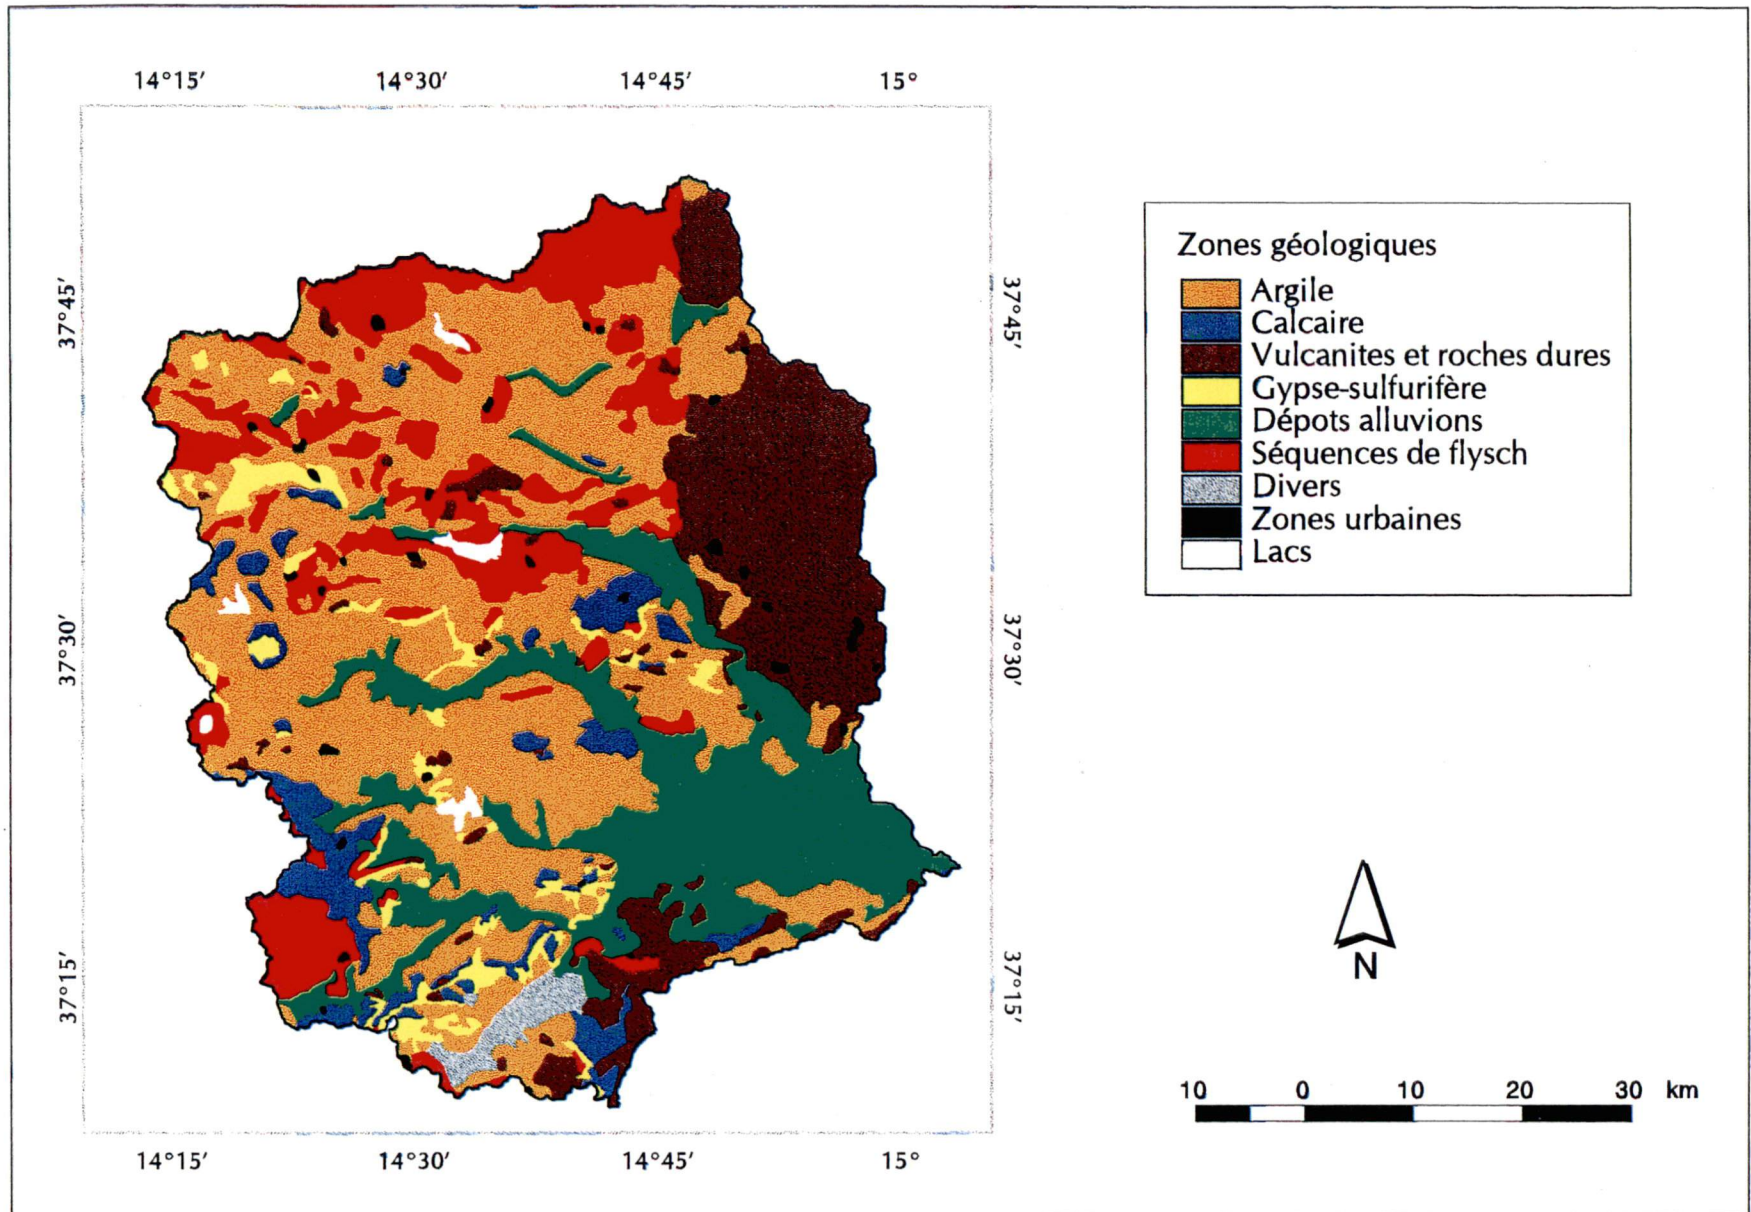 14°15′ 14°30′ 14°45′ 15°
37°45′ 37°45′
37°30′ 37°30′
37°15′ 37°15′
14°15′ 14°30′ 14°45′ 15°
Zones géologiques
Argile
Calcaire
Vulcanites et roches dures
Gypse-sulfurifère
Dépots alluvions
Séquences de flysch
Divers
Zones urbaines
Lacs
N
10 0 10 20 30 km